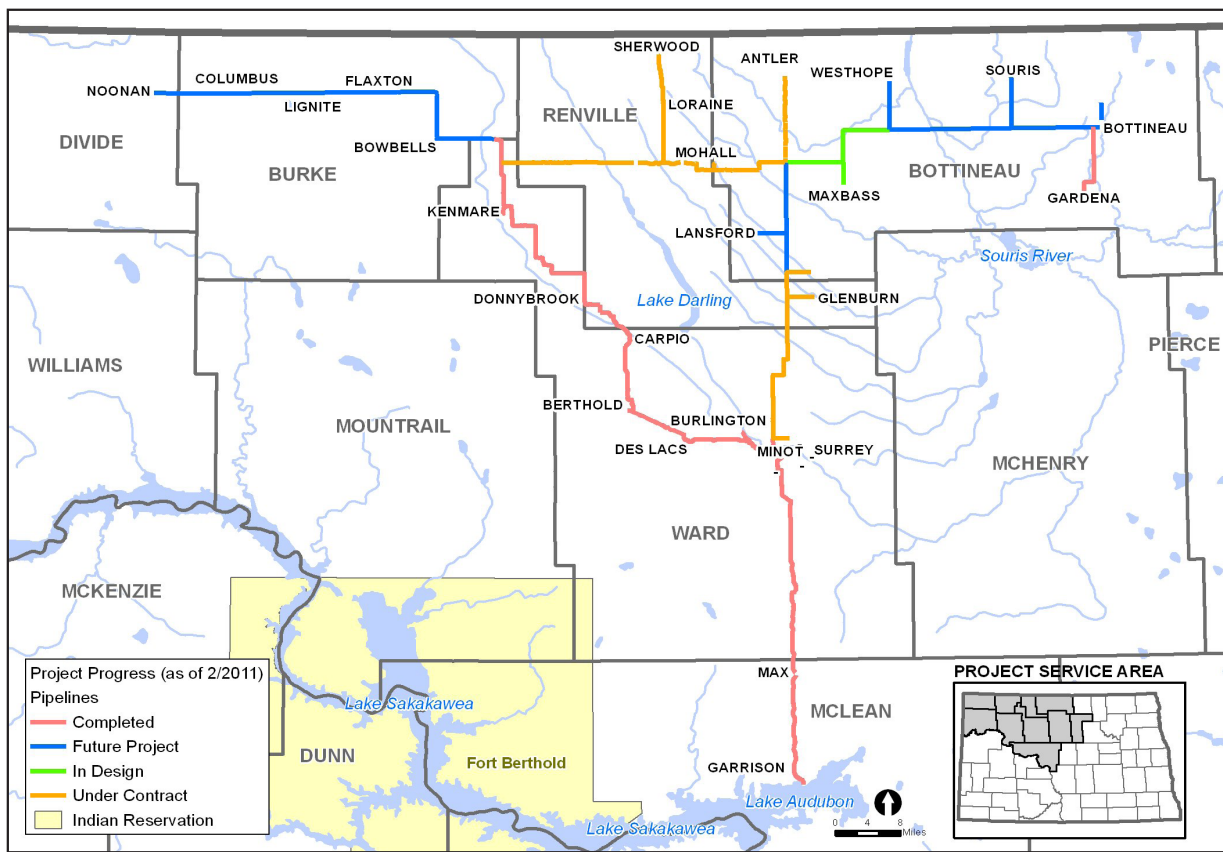 SHERWOOD
ANTLER
WESTHOPE
SOURIS
COLUMBUS
FLAXTON
NOONAN
LIGNITE
LORAINE
RENVILLE
DIVIDE
BURKE
BOWBELLS
MOHALL
BOTTINEAU
BOTTINEAU
MAXBASS
GARDENA
KENMARE
LANSFORD
Souris River
DONNYBROOK
Lake Darling
GLENBURN
CARPIO
PIERCE
WILLIAMS
BERTHOLD
BURLINGTON
MOUNTRAIL
DES LACS
MINOT
SURREY
MCHENRY
WARD
MCKENZIE
MAX
MCLEAN
Lake Sakakawea
DUNN
Fort Berthold
GARRISON
Lake Audubon
Lake Sakakawea
Project Progress (as of 2/2011)
Pipelines
Completed
Future Project
In Design
Under Contract
Indian Reservation
0 4 8
Miles
PROJECT SERVICE AREA